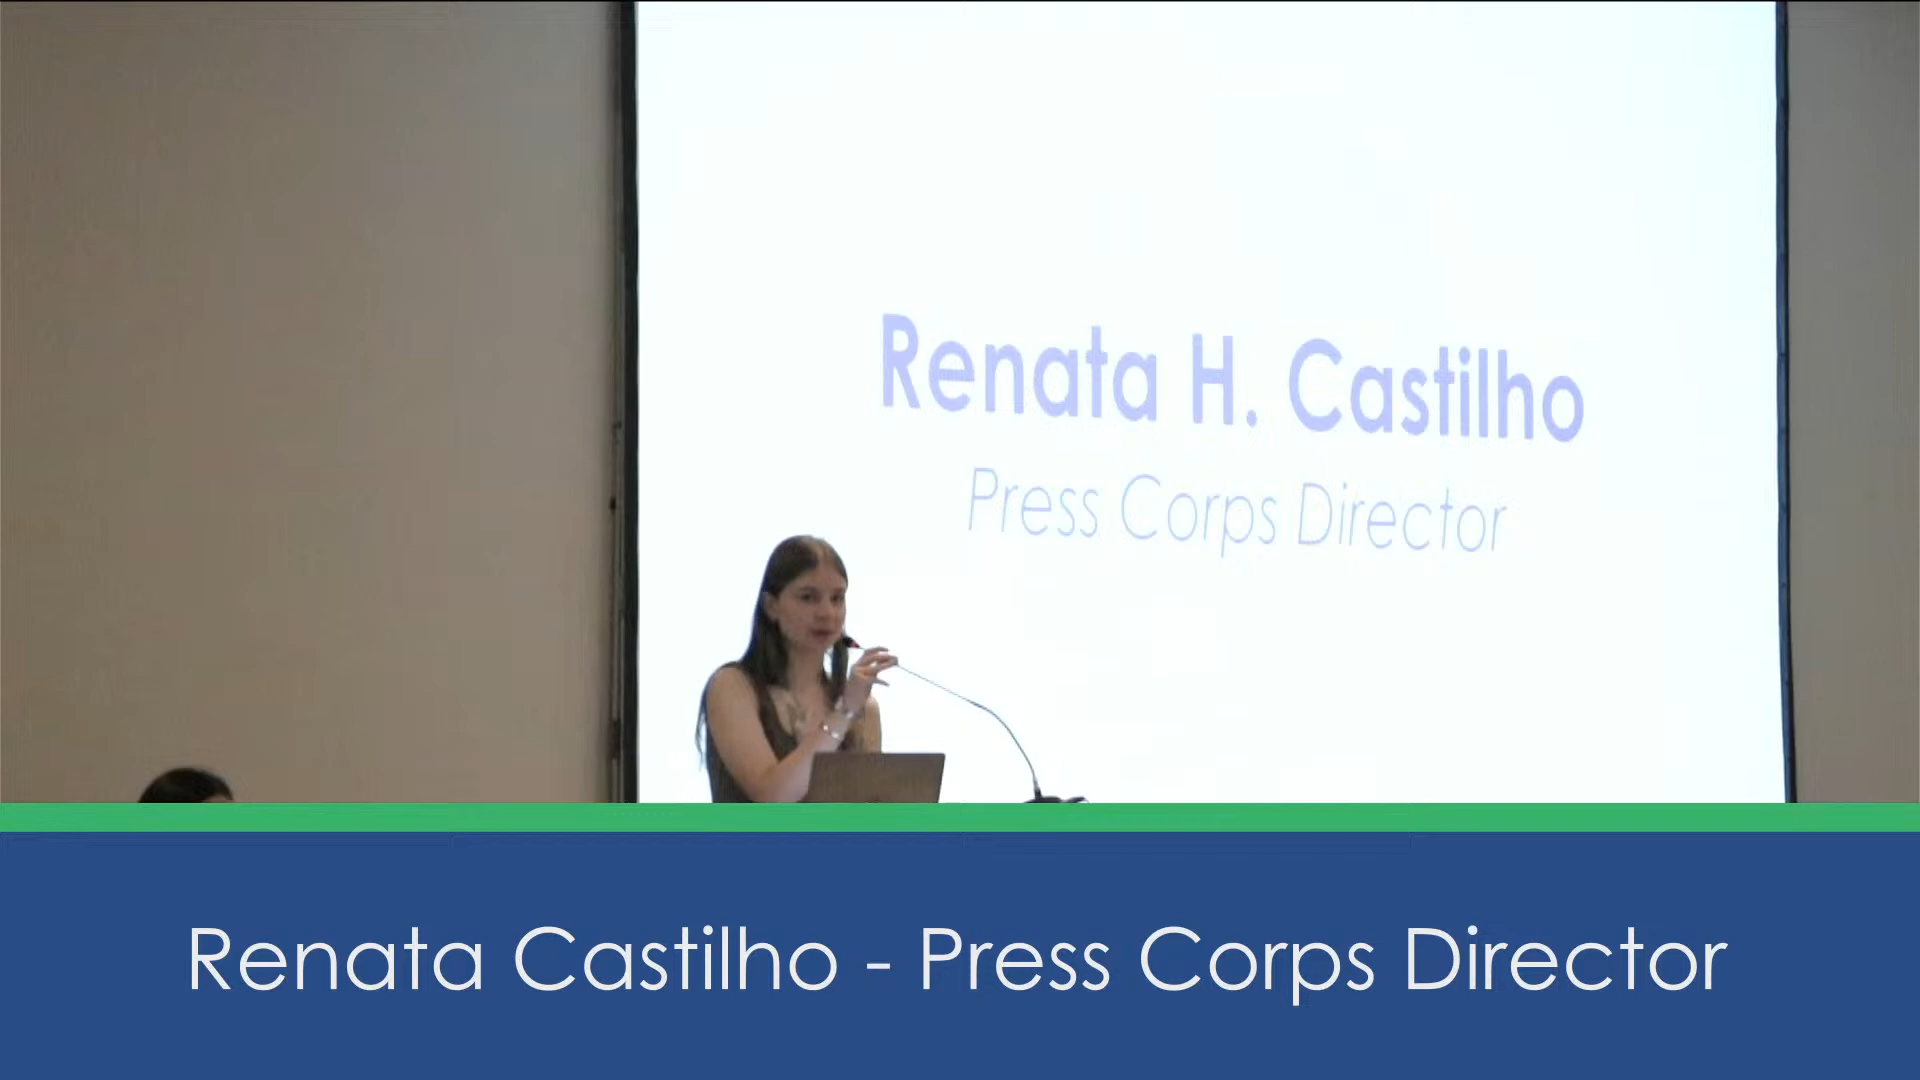 Renata H. Castilho
Press Corps Director
Renata Castilho - Press Corps Director